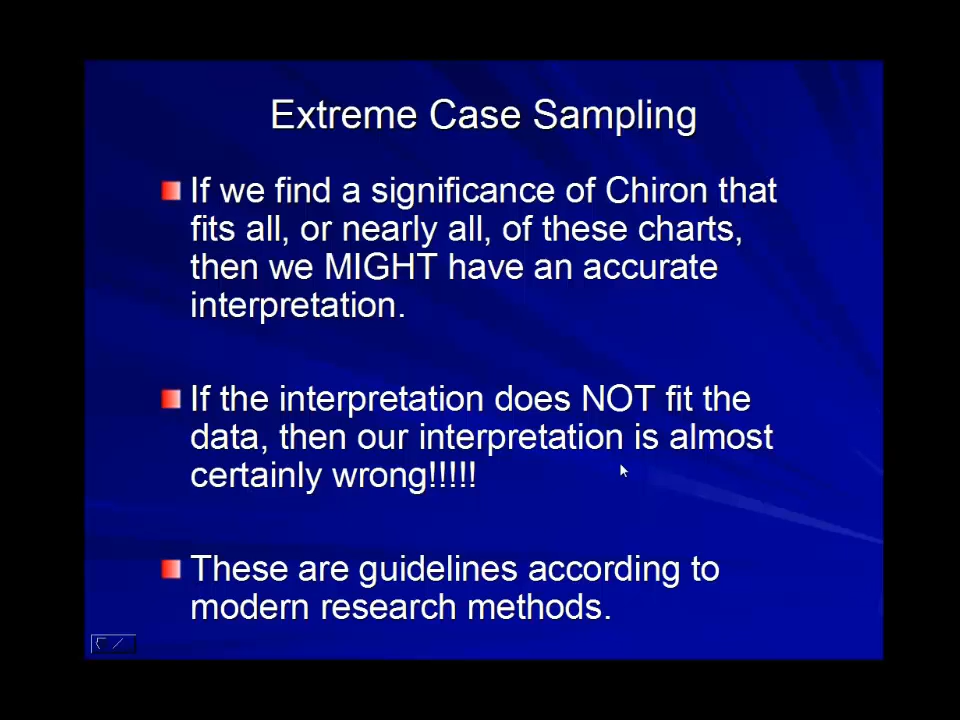 Extreme Case Sampling
If we find a significance of Chiron that
fits all, or nearly all, of these charts,
then we MIGHT have an accurate
interpretation.
If the interpretation does NOT fit the
data, then our interpretation is almost
certainly wrong!!!!!
These are guidelines according to
modern research methods.